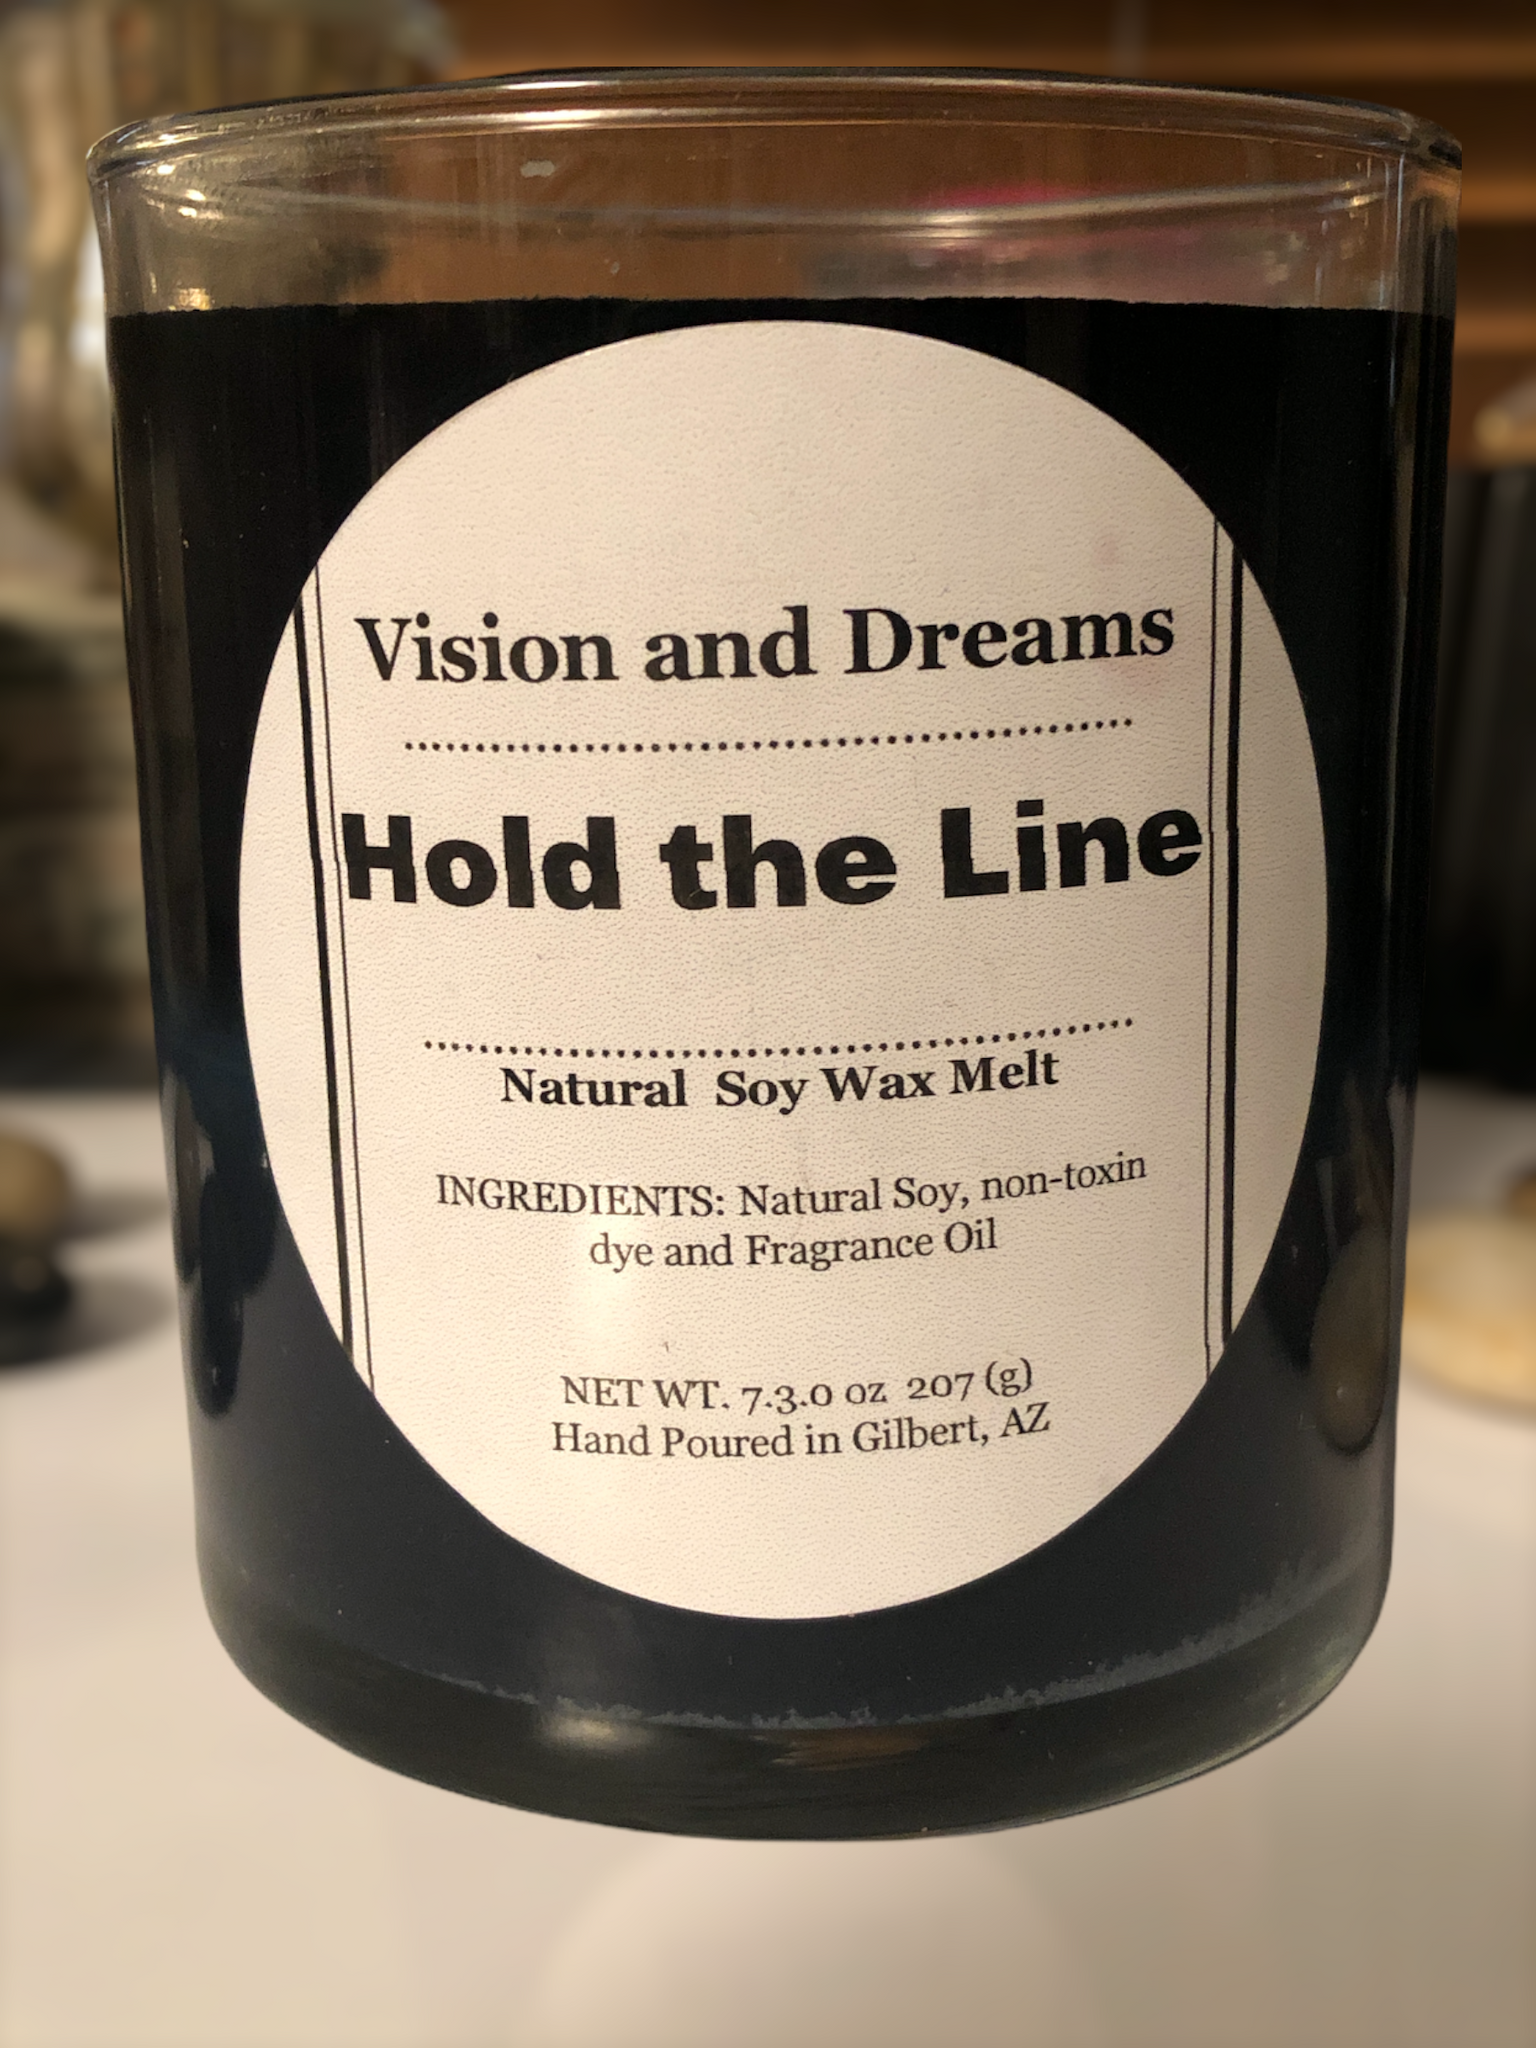 Vision and Dreams
Hold the Line
Natural Soy Wax Melt
INGREDIENTS: Natural Soy, non-toxin
dye and Fragrance Oil
NET WT. 7.3.0 oz 207 (g)
Hand Poured in Gilbert, AZ